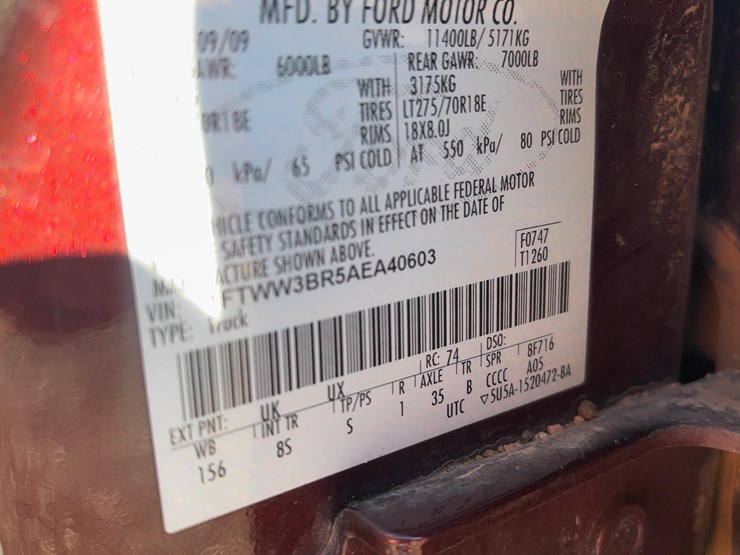 MFD. BY FORD MOTOR CO.
09/09 GVWR: 11400LB/ 5171KG
6000LB REAR GAWR: 7000LB
WITH 3175KG WITH
TIRES LT275/70R18E TIRES
RIMS 18X8.0J RIMS
kPa/ 65 PSI COLD AT 550 kPa/ 80 PSI COLD
HICLE CONFORMS TO ALL APPLICABLE FEDERAL MOTOR
SAFETY STANDARDS IN EFFECT ON THE DATE OF
ACTURE SHOWN ABOVE.
VIN: FTWW3BR5AEA40603 F0747
TYPE: Truck T1260
EXT PNT: UK UX RC: 74 DSO:
WB INT TR TP/PS R AXLE TR SPR 8F716
156 8S S 1 35 B CCCC A05
UTC ▽5U5A-1520472-BA